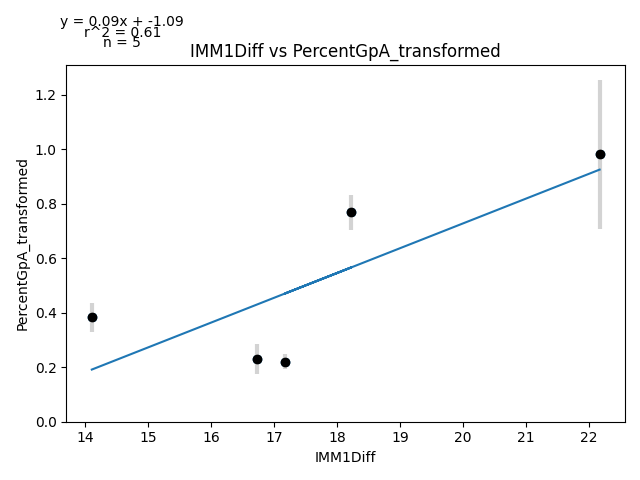 y = 0.09x + -1.09
r^2 = 0.61
n = 5
IMM1Diff vs PercentGpA_transformed
PercentGpA_transformed
1.2
1.0
0.8
0.6
0.4
0.2
0.0
14 15 16 17 18 19 20 21 22
IMM1Diff